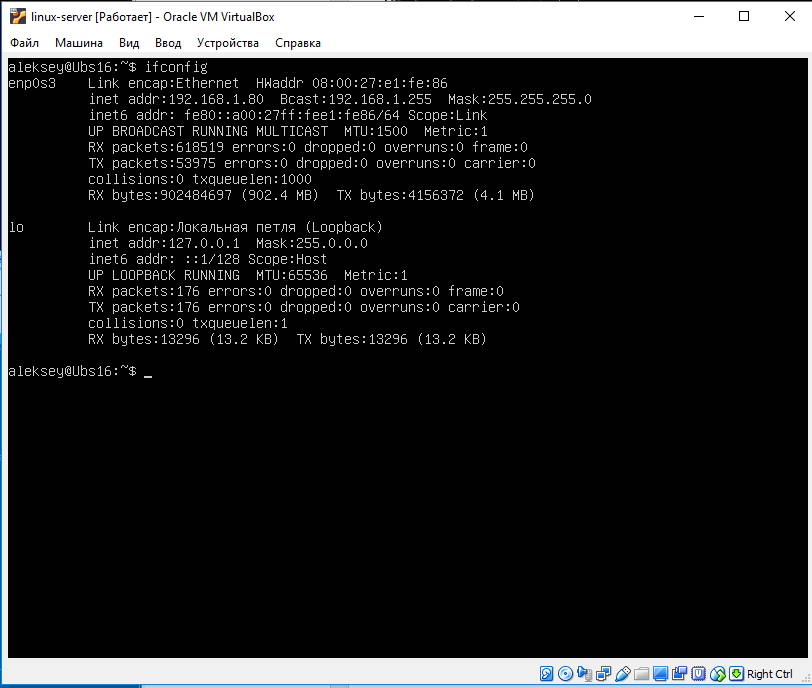 linux-server [Работает] - Oracle VM VirtualBox
Файл Машина Вид Ввод Устройства Справка
aleksey@Ubs16:~$ ifconfig
enp0s3 Link encap:Ethernet HWaddr 08:00:27:e1:fe:86
inet addr:192.168.1.80 Bcast:192.168.1.255 Mask:255.255.255.0
inet6 addr: fe80::a00:27ff:fee1:fe86/64 Scope:Link
UP BROADCAST RUNNING MULTICAST MTU:1500 Metric:1
RX packets:618519 errors:0 dropped:0 overruns:0 frame:0
TX packets:53975 errors:0 dropped:0 overruns:0 carrier:0
collisions:0 txqueuelen:1000
RX bytes:902484697 (902.4 MB) TX bytes:4156372 (4.1 MB)
lo Link encap:Локальная петля (Loopback)
inet addr:127.0.0.1 Mask:255.0.0.0
inet6 addr: ::1/128 Scope:Host
UP LOOPBACK RUNNING MTU:65536 Metric:1
RX packets:176 errors:0 dropped:0 overruns:0 frame:0
TX packets:176 errors:0 dropped:0 overruns:0 carrier:0
collisions:0 txqueuelen:1
RX bytes:13296 (13.2 KB) TX bytes:13296 (13.2 KB)
aleksey@Ubs16:~$ _
Right Ctrl